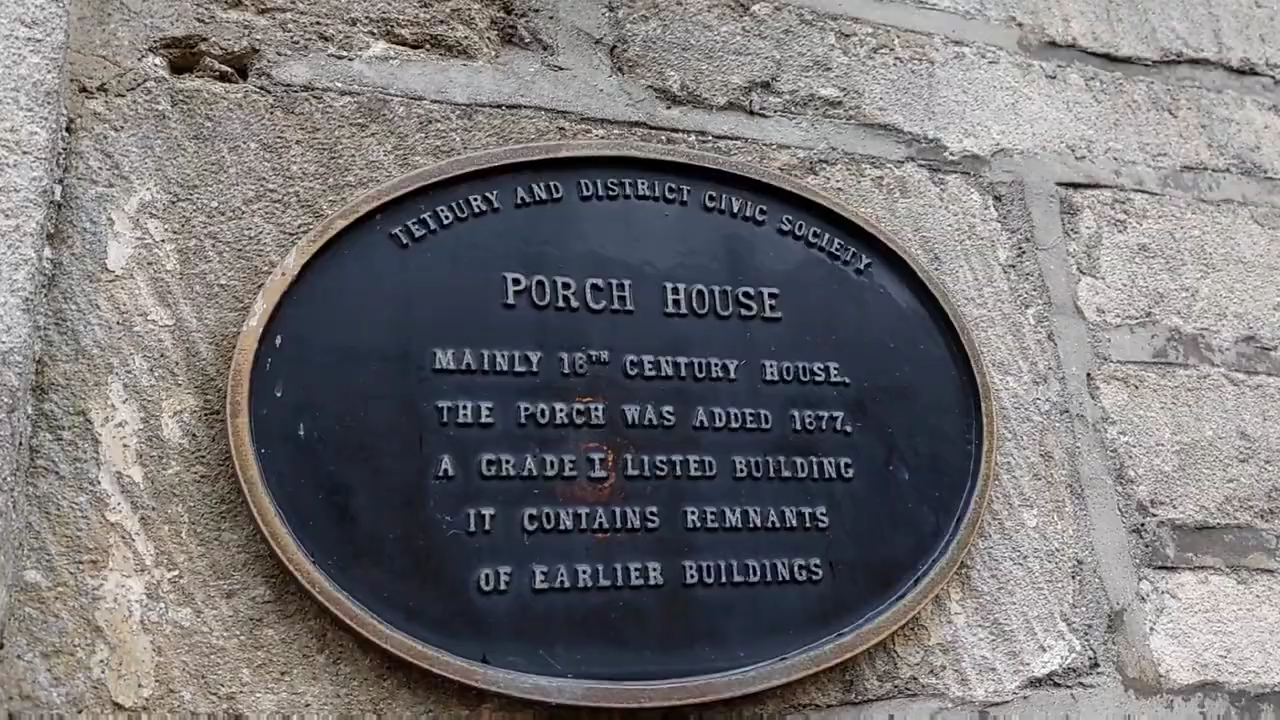 TETBURY AND DISTRICT CIVIC SOCIETY
PORCH HOUSE
MAINLY 16TH CENTURY HOUSE.
THE PORCH WAS ADDED 1677.
A GRADE I LISTED BUILDING
IT CONTAINS REMNANTS
OF EARLIER BUILDINGS